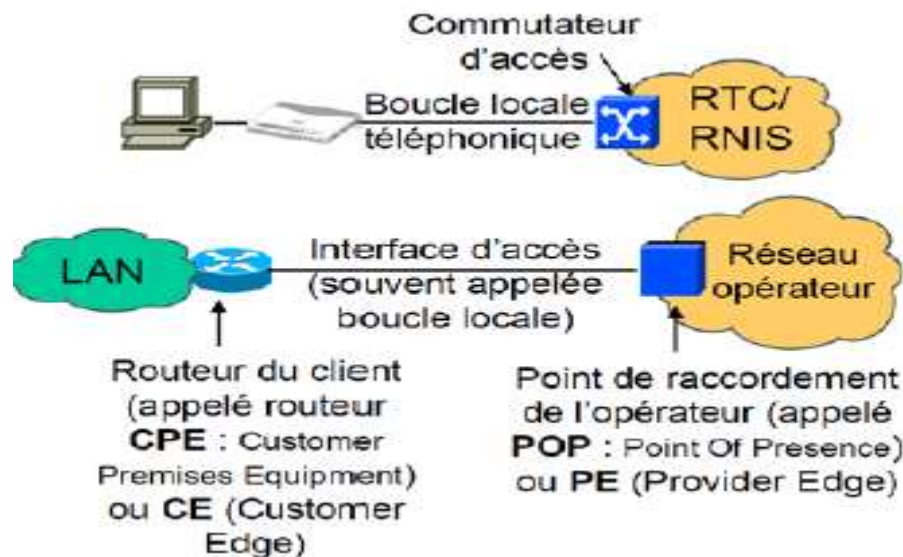 Commutateur
d'accès
Boucle locale
téléphonique
RTC/
RNIS
LAN
Interface d'accès
(souvent appelée
boucle locale)
Réseau
opérateur
Routeur du client
(appelé routeur
CPE : Customer
Premises Equipment)
ou CE (Customer
Edge)
Point de raccordement
de l'opérateur (appelé
POP : Point Of Presence)
ou PE (Provider Edge)